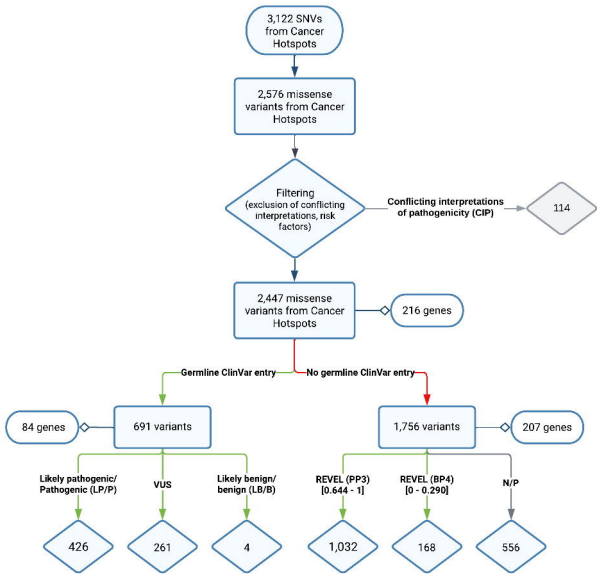 3,122 SNVs
from Cancer
Hotspots
2,576 missense
variants from Cancer
Hotspots
Filtering
(exclusion of conflicting
interpretations, risk
factors)
Conflicting interpretations
of pathogenicity (CIP)
114
2,447 missense
variants from Cancer
Hotspots
216 genes
Germline ClinVar entry
No germline ClinVar entry
84 genes
691 variants
1,756 variants
207 genes
Likely pathogenic/
Pathogenic (LP/P)
VUS
Likely benign/
benign (LB/B)
REVEL (PP3)
[0.644 - 1]
REVEL (BP4)
[0 - 0.290]
N/P
426
261
4
1,032
168
556